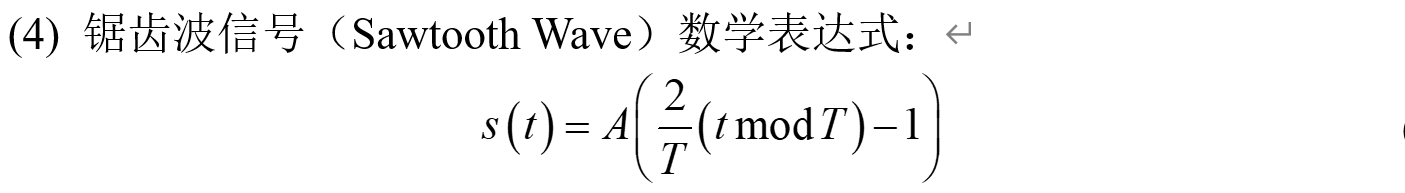 (4) 锯齿波信号（Sawtooth Wave）数学表达式：↵
s(t) = A(2/T (t mod T) − 1)